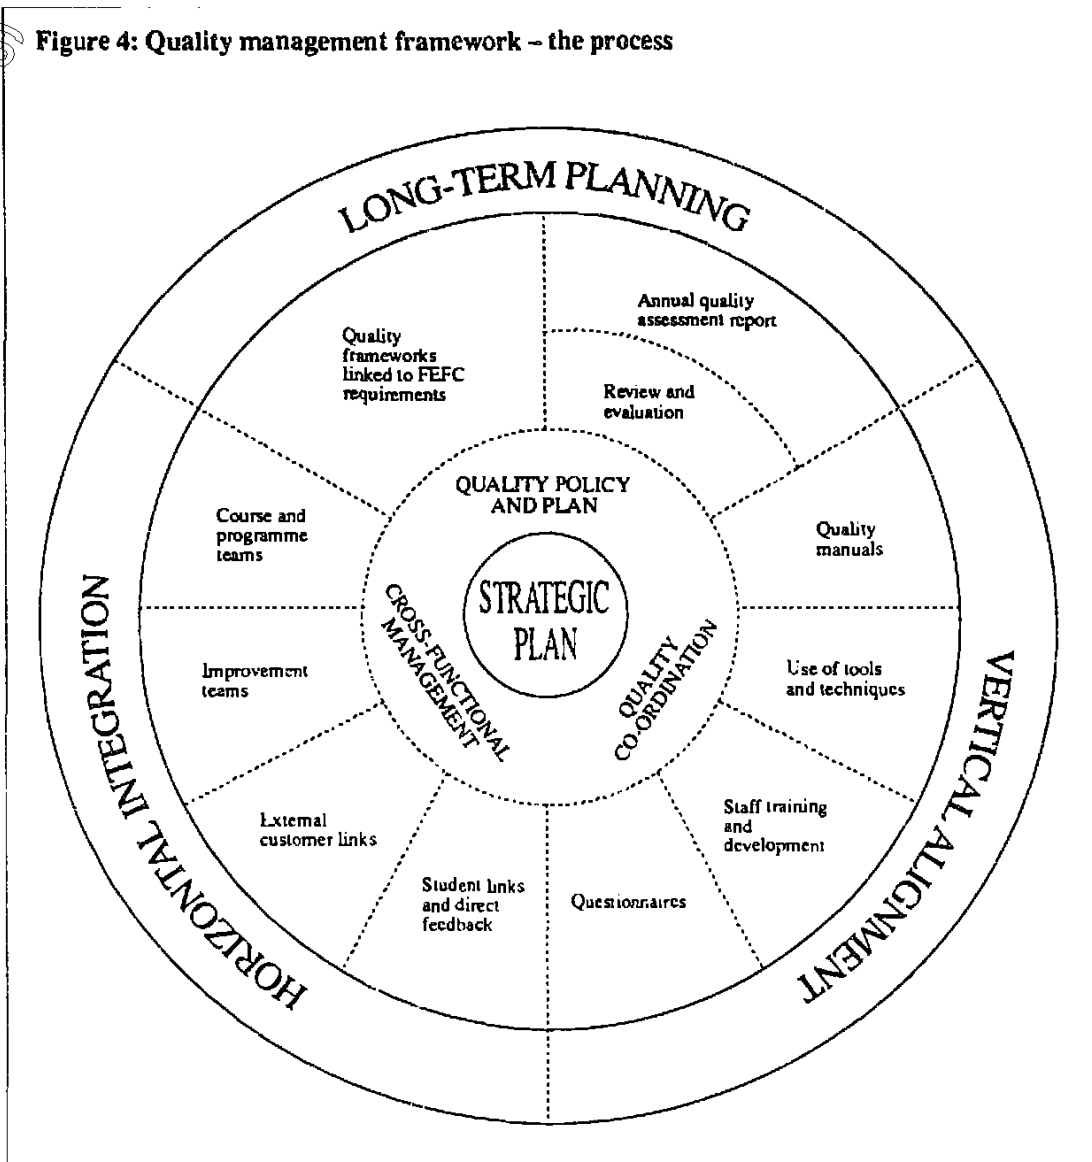 Figure 4: Quality management framework – the process
LONG-TERM PLANNING
Annual quality
assessment report
Quality
frameworks
linked to FEFC
requirements
Review and
evaluation
QUALITY POLICY
AND PLAN
Course and
programme
teams
Quality
manuals
STRATEGIC
PLAN
CROSS-FUNCTIONAL
MANAGEMENT
QUALITY
CO-ORDINATION
HORIZONTAL INTEGRATION
VERTICAL ALIGNMENT
Improvement
teams
Use of tools
and techniques
External
customer links
Staff training
and
development
Student links
and direct
feedback
Questionnaires